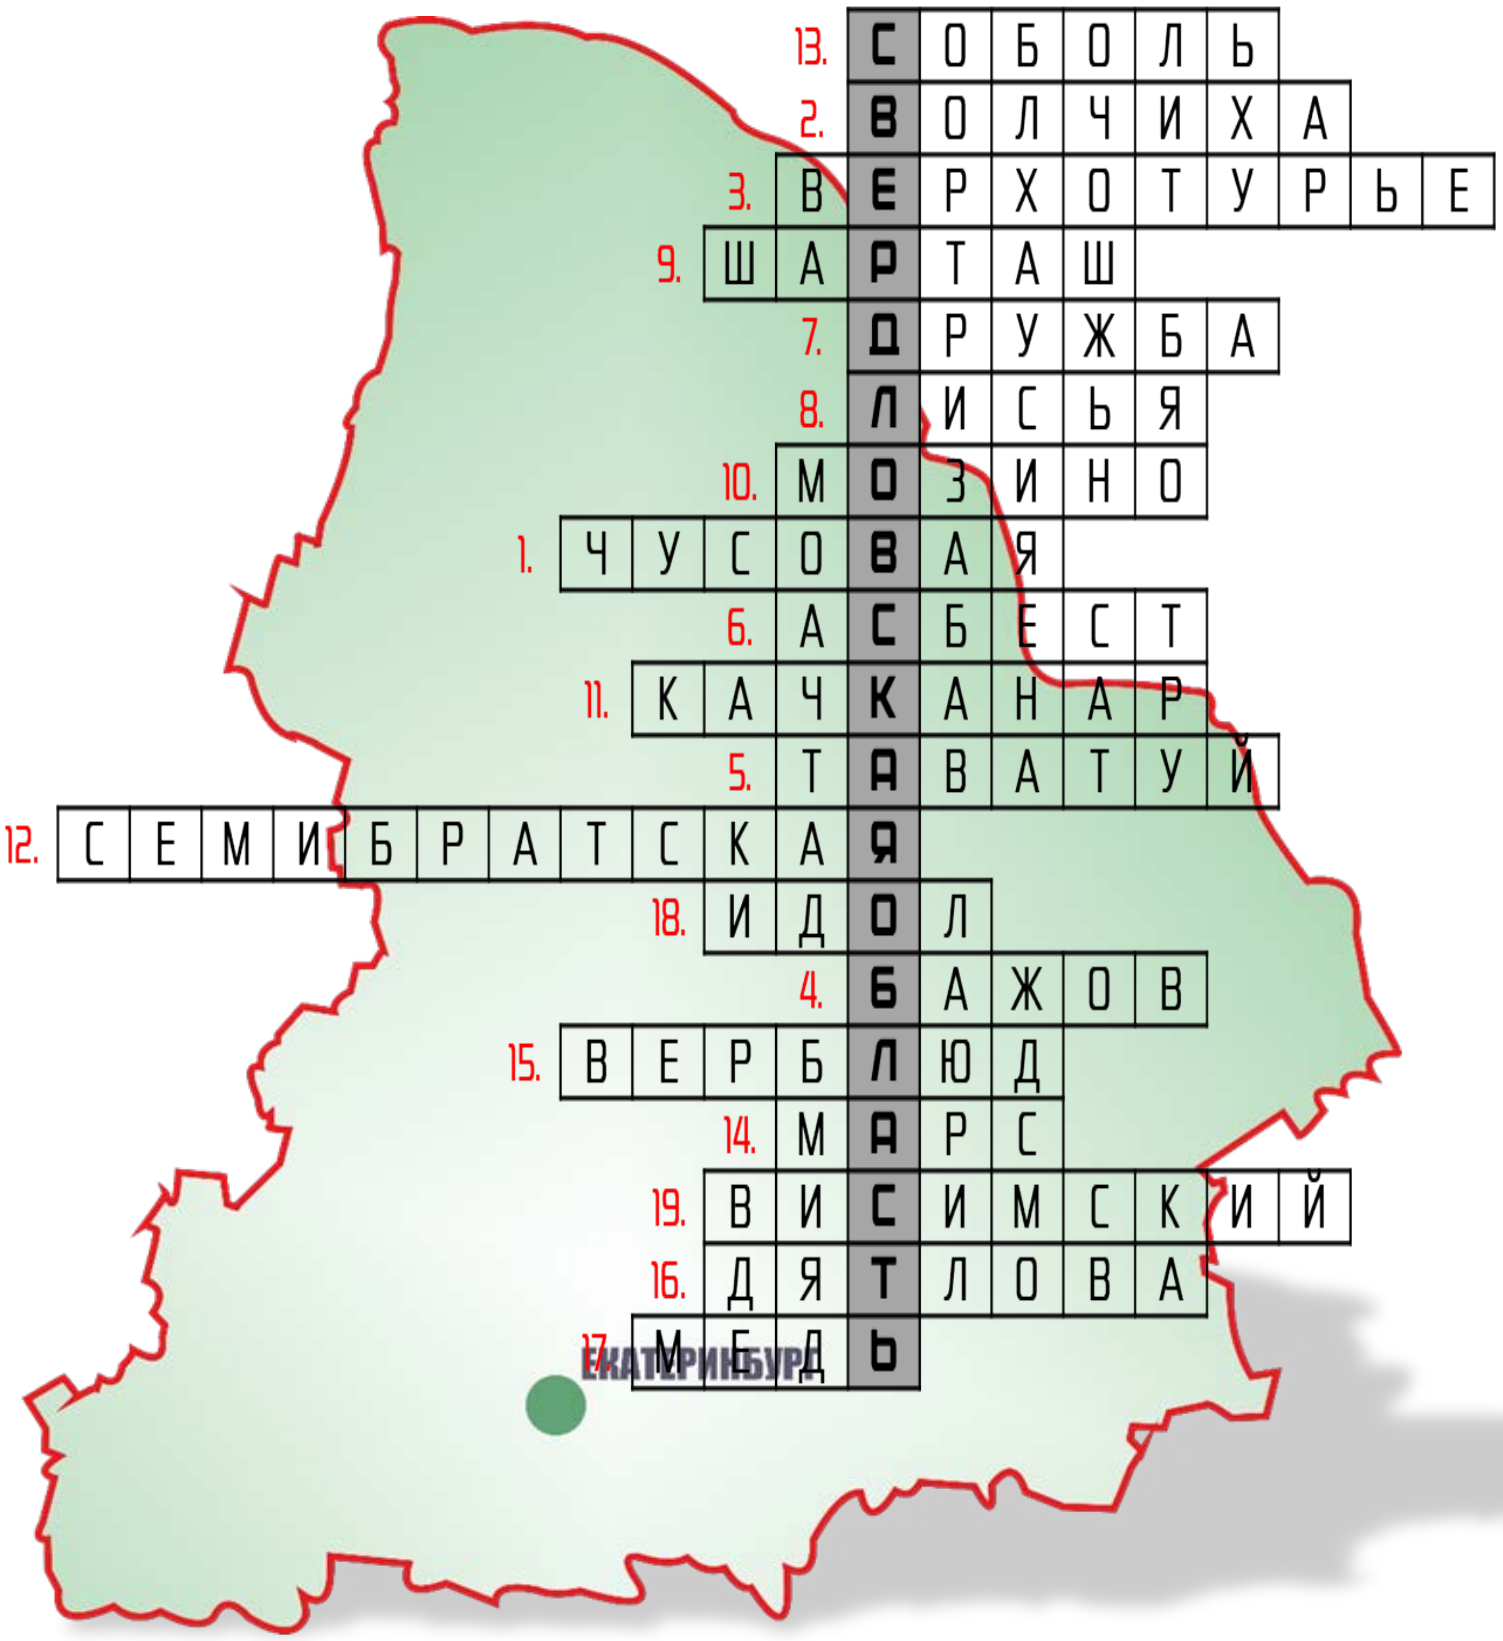 13. СОБОЛЬ
2. ВОЛЧИХА
3. ВЕРХОТУРЬЕ
9. ШАРТАШ
7. ДРУЖБА
8. ЛИСЬЯ
10. МОЗИНО
1. ЧУСОВАЯ
6. АСБЕСТ
11. КАЧКАНАР
5. ТАВАТУЙ
12. СЕМИБРАТСКАЯ
18. ИДОЛ
4. БАЖОВ
15. ВЕРБЛЮД
14. МАРС
19. ВИСИМСКИЙ
16. ДЯТЛОВА
17. МЕДЬ
ЕКАТЕРИНБУРГ